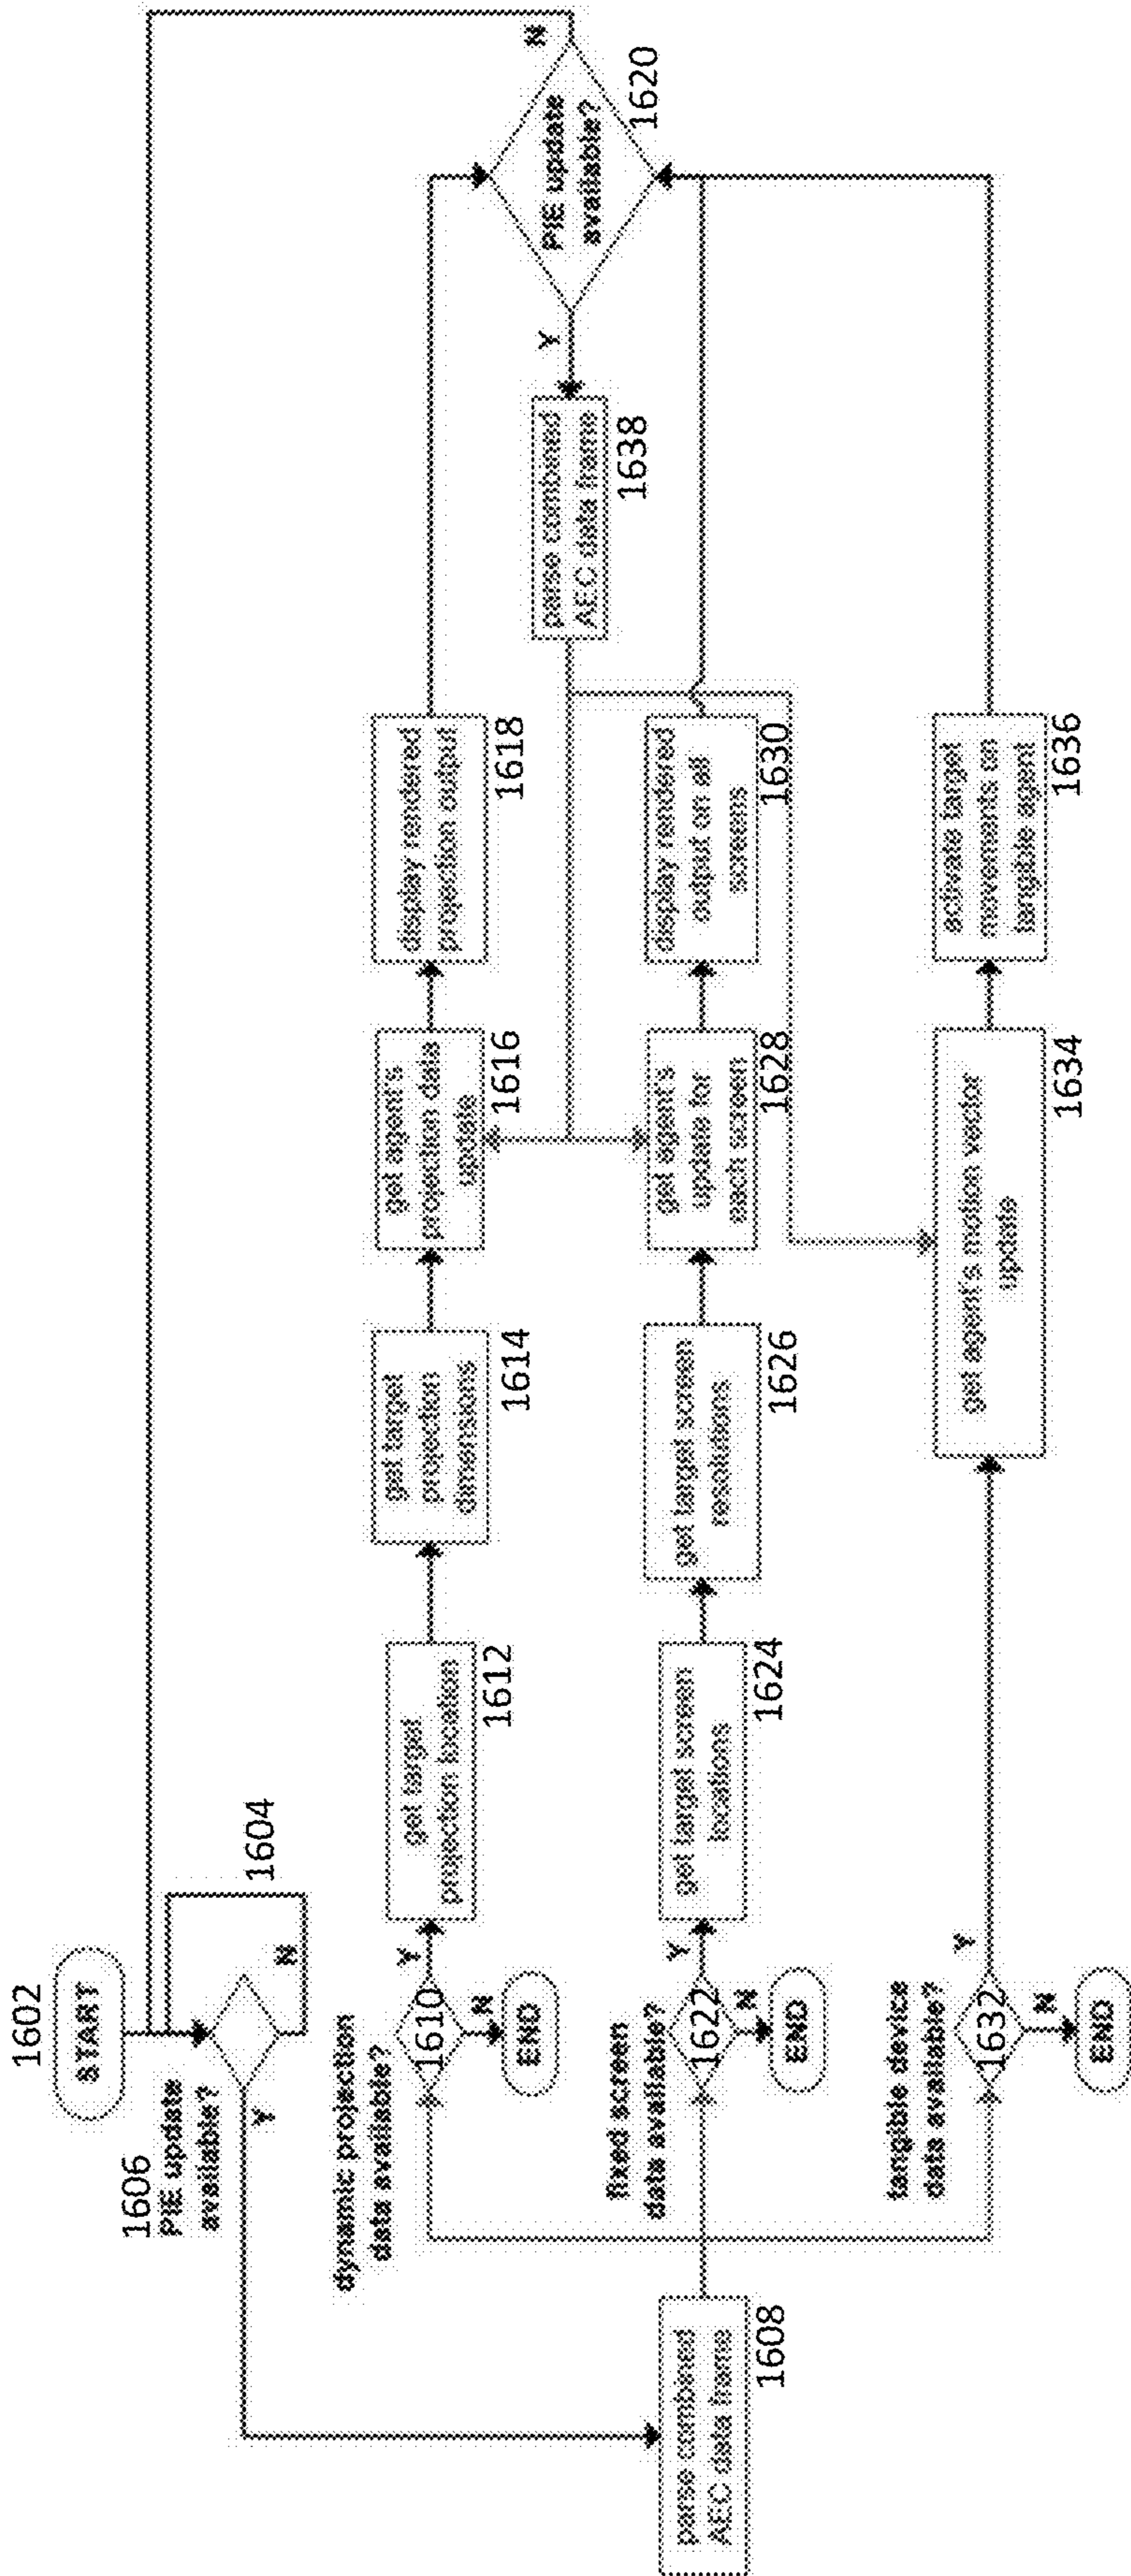 1602
START
1606
PIE update
available?
Y
N
1604
parse combined
AEC data frame
1608
dynamic projection
data available?
1610
Y
N
END
get target
projection location
1612
get target
projection
dimensions
1614
get agent's
projection data
update
1616
display rendered
projection output
1618
fixed screen
data available?
1622
Y
N
END
get target screen
locations
1624
get target screen
resolutions
1626
get agent's
update for
each screen
1628
display rendered
output on all
screens
1630
tangible device
data available?
1632
Y
N
END
get agent's motion vector
update
1634
activate target
movements on
tangible agent
1636
PIE update
available?
1620
N
Y
parse combined
AEC data frame
1638